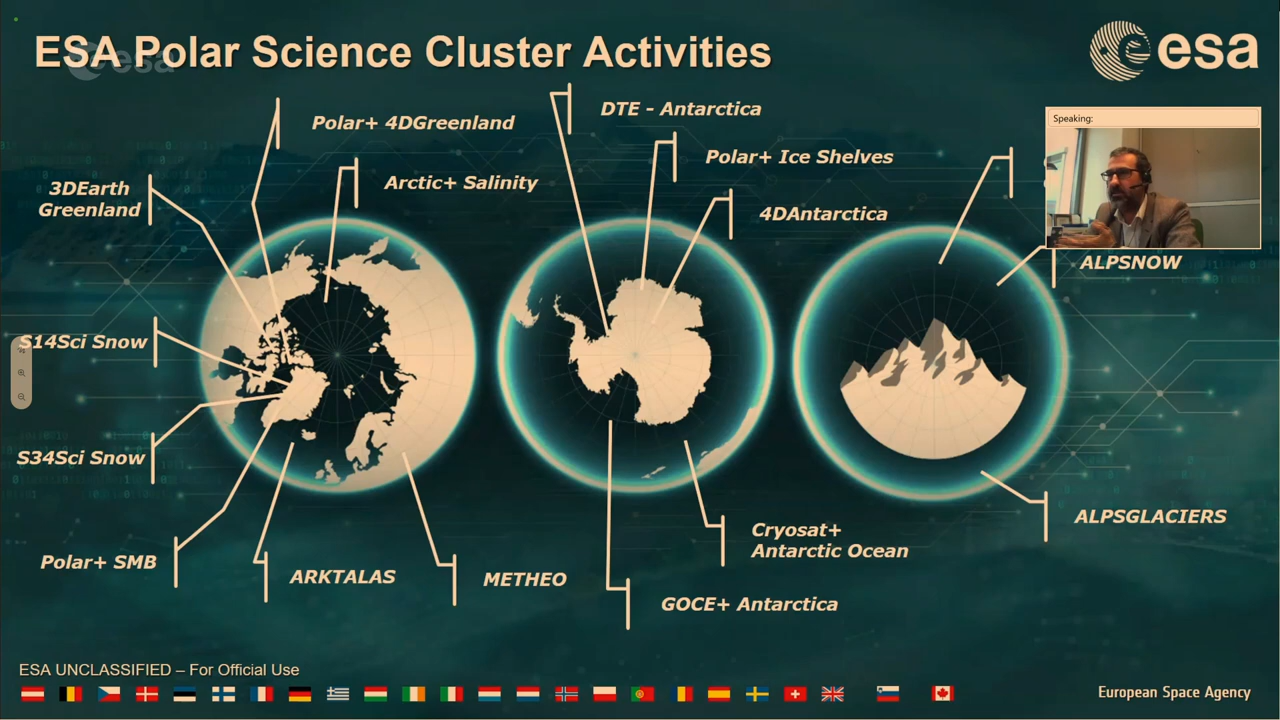 ESA Polar Science Cluster Activities
esa
esa
Speaking:
Polar+ 4DGreenland
DTE - Antarctica
Polar+ Ice Shelves
Arctic+ Salinity
3DEarth
Greenland
4DAntarctica
ALPSNOW
S14Sci Snow
S34Sci Snow
ALPSGLACIERS
Cryosat+
Antarctic Ocean
Polar+ SMB
ARKTALAS
METHEO
GOCE+ Antarctica
ESA UNCLASSIFIED – For Official Use
European Space Agency